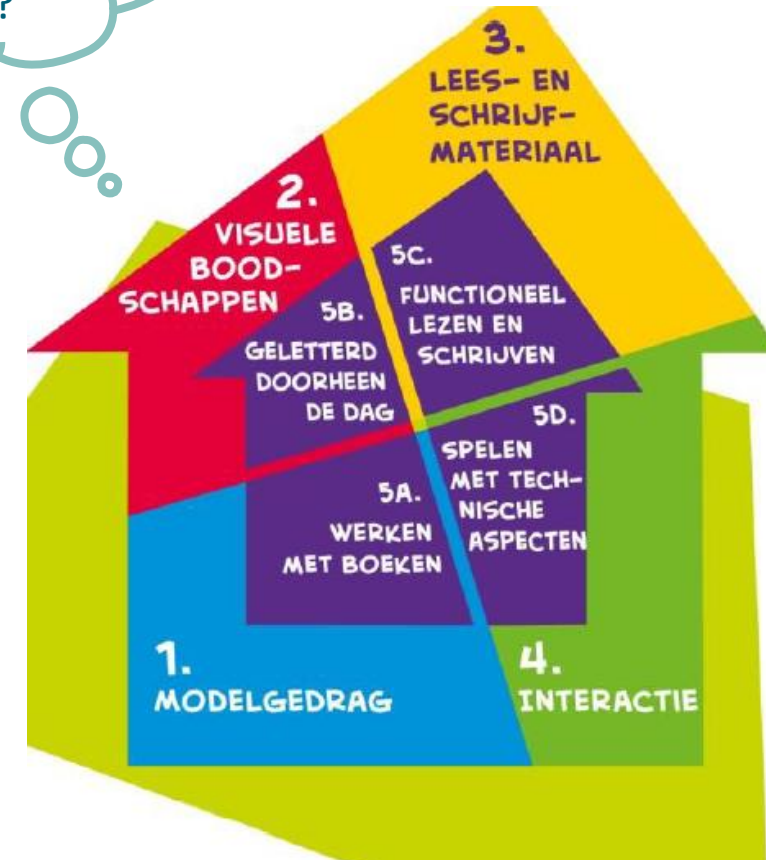 ?
3.
LEES- EN
SCHRIJF-
MATERIAAL
2.
VISUELE
BOOD-
SCHAPPEN
5C.
FUNCTIONEEL
LEZEN EN
SCHRIJVEN
5B.
GELETTERD
DOORHEEN
DE DAG
5D.
SPELEN
MET TECH-
NISCHE
ASPECTEN
5A.
WERKEN
MET BOEKEN
1.
MODELGEDRAG
4.
INTERACTIE